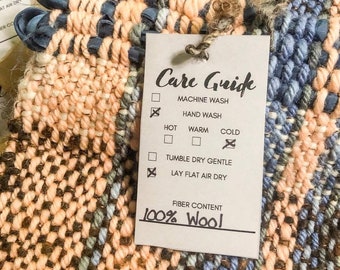 Care Guide
MACHINE WASH
HAND WASH
HOT WARM COLD
TUMBLE DRY GENTLE
LAY FLAT AIR DRY
FIBER CONTENT
100% Wool